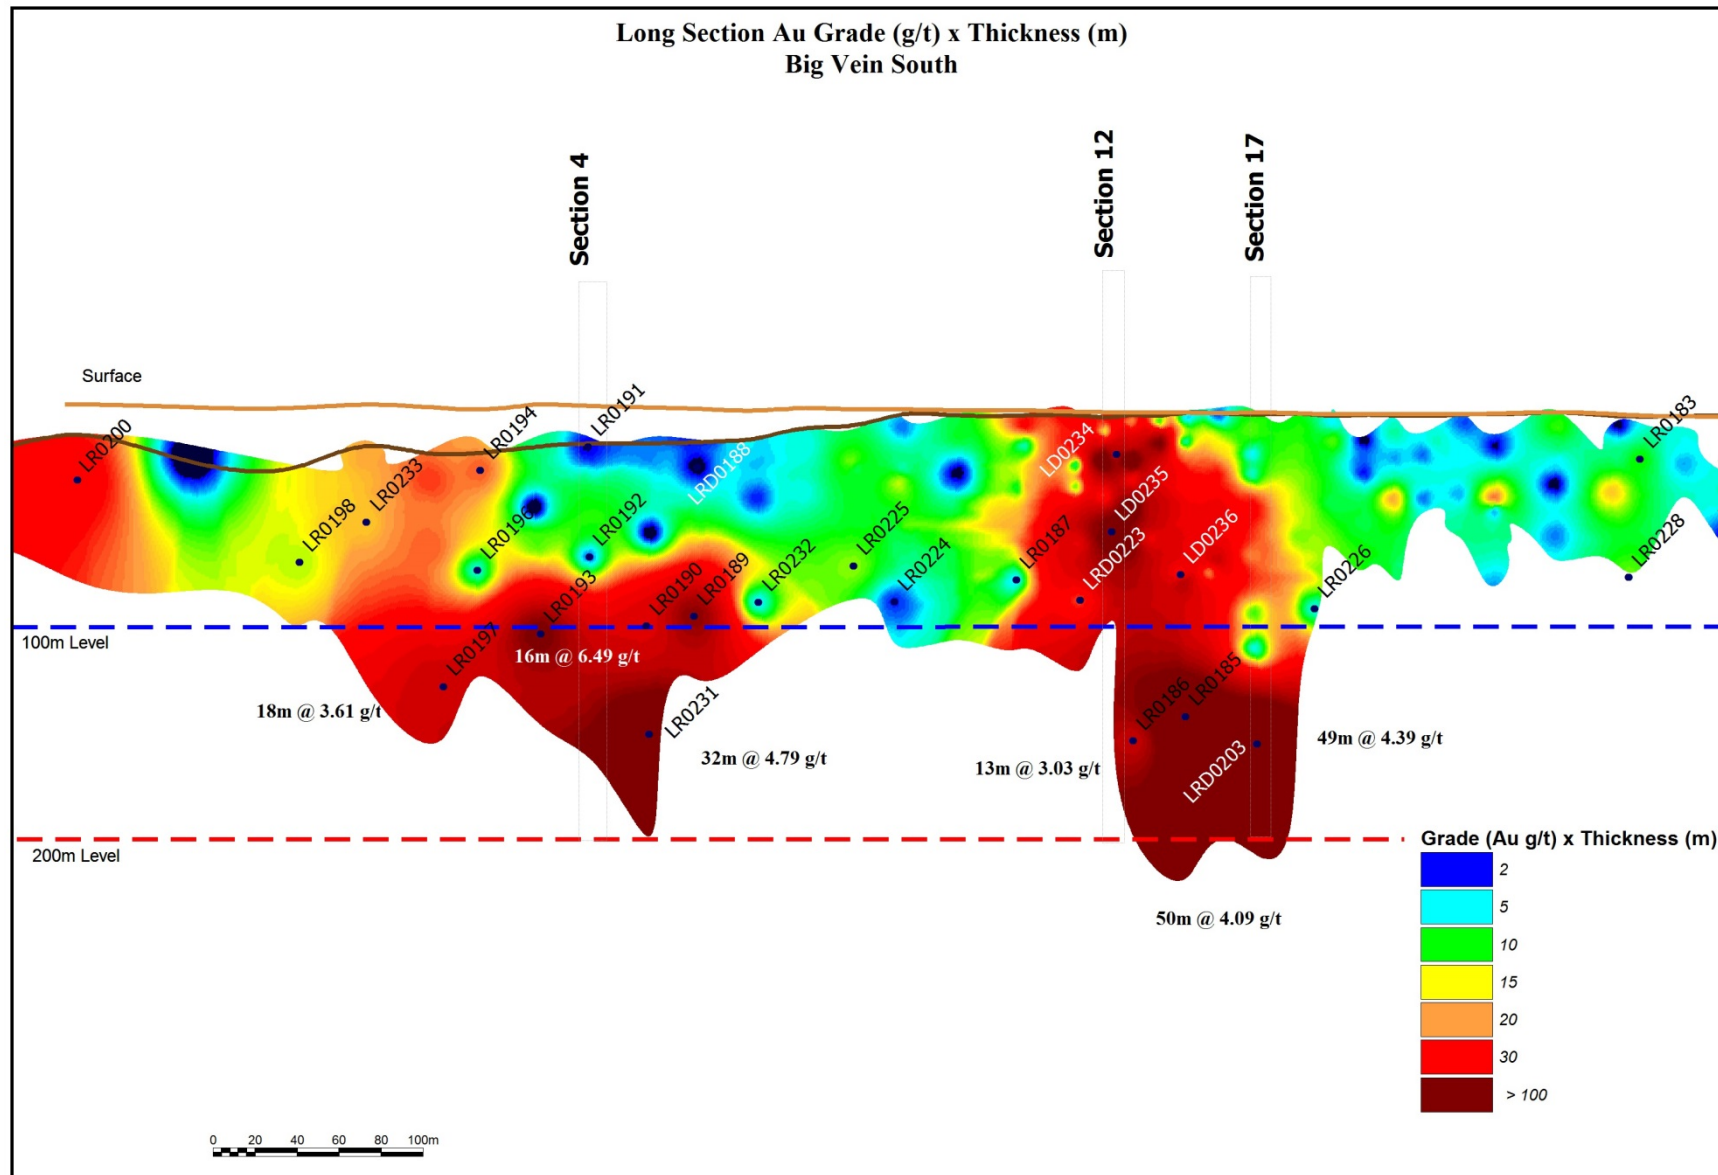 Long Section Au Grade (g/t) x Thickness (m)
Big Vein South
Section 4
Section 12
Section 17
Surface
LR0200
LR0198
LR0233
LR0194
LR0196
LR0191
LR0192
LRD0188
LR0193
LR0190
LR0189
LR0197
LR0231
LR0232
LR0225
LR0224
LR0187
LD0234
LD0235
LRD0223
LD0236
LR0186
LR0185
LRD0203
LR0226
LR0183
LR0228
100m Level
16m @ 6.49 g/t
18m @ 3.61 g/t
32m @ 4.79 g/t
13m @ 3.03 g/t
49m @ 4.39 g/t
200m Level
50m @ 4.09 g/t
Grade (Au g/t) x Thickness (m)
2
5
10
15
20
30
> 100
0 20 40 60 80 100m